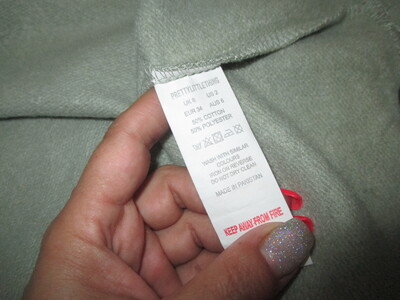 PRETTYLITTLETHING
UK 6 US 2
EUR 34 AUS 6
50% COTTON
50% POLYESTER
WASH WITH SIMILAR
COLOURS
IRON ON REVERSE
DO NOT DRY CLEAN
MADE IN PAKISTAN
KEEP AWAY FROM FIRE